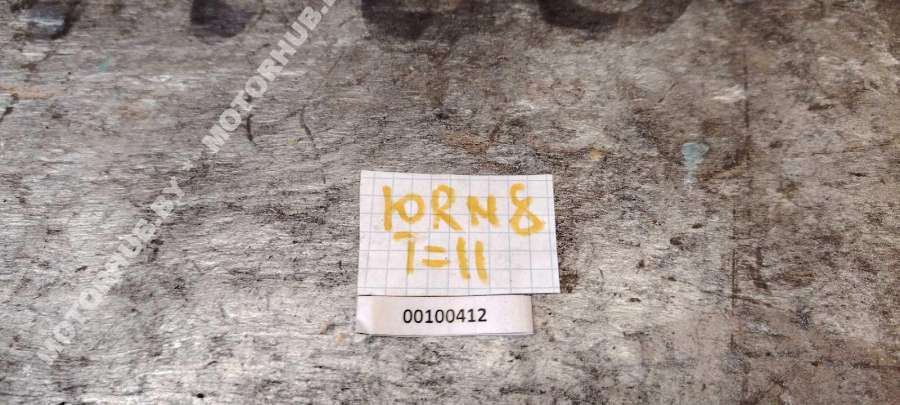 MOTORHUB.BY - MOTORHUB.BY
10RN8
T=11
00100412